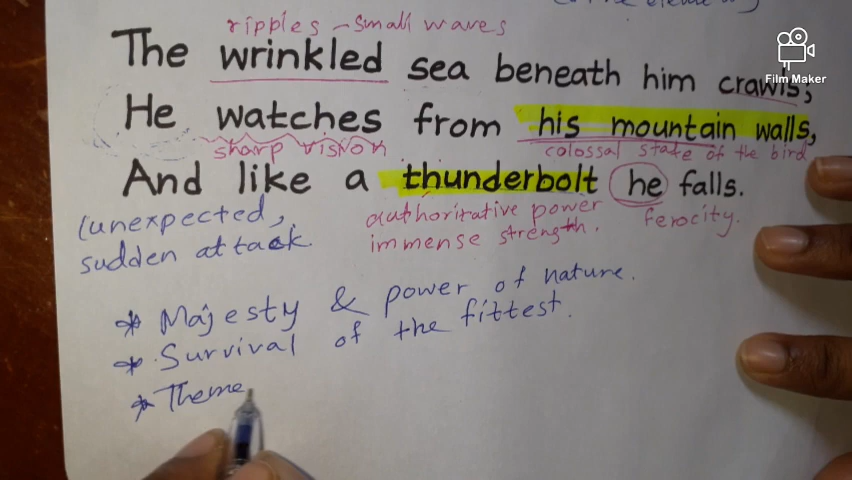 ripples - small waves
The wrinkled sea beneath him crawls;
Film Maker
He watches from his mountain walls,
sharp vision colossal state of the bird
And like a thunderbolt he falls.
(unexpected, authoritative power ferocity.
sudden attack. immense strength.
* Majesty & power of nature.
* Survival of the fittest.
* Theme